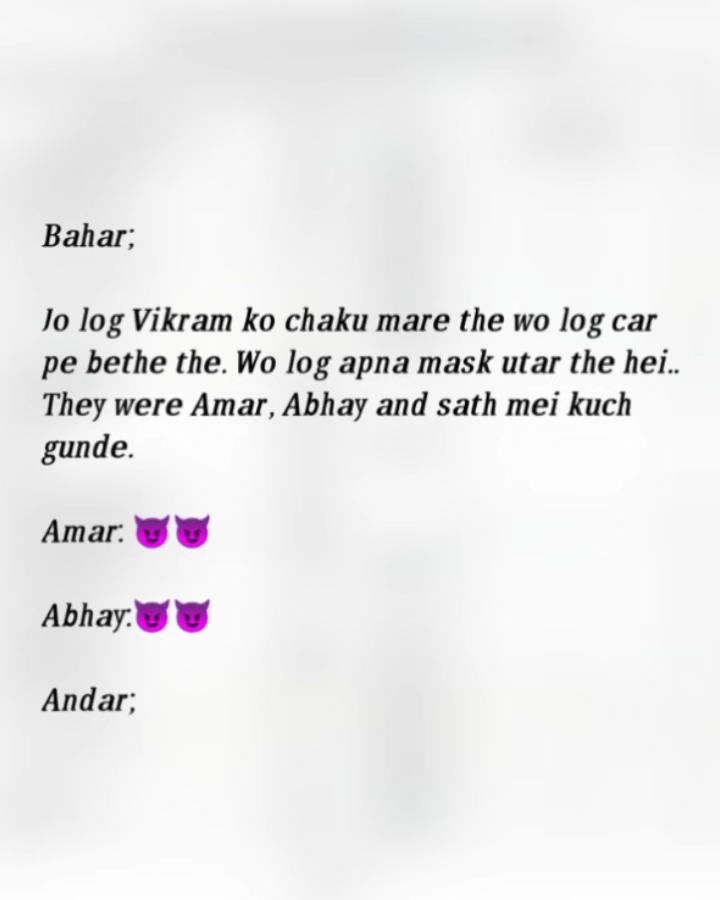 Bahar;
Jo log Vikram ko chaku mare the wo log car
pe bethe the. Wo log apna mask utar the hei..
They were Amar, Abhay and sath mei kuch
gunde.
Amar: 😈😈
Abhay:😈😈
Andar;